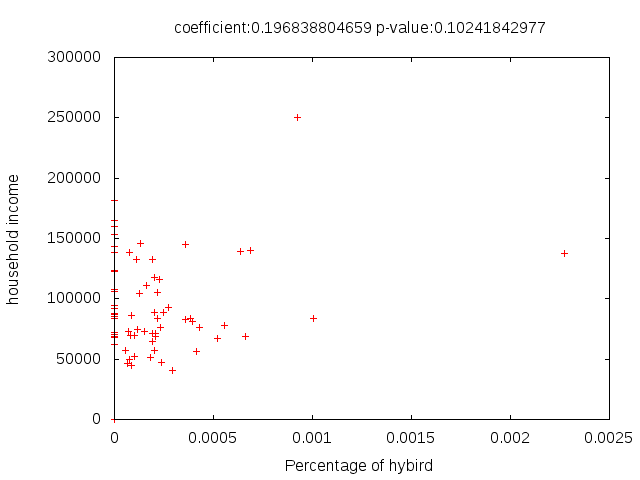 coefficient:0.196838804659 p-value:0.10241842977
300000
250000
200000
150000
100000
50000
0
household income
0 0.0005 0.001 0.0015 0.002 0.0025
Percentage of hybird